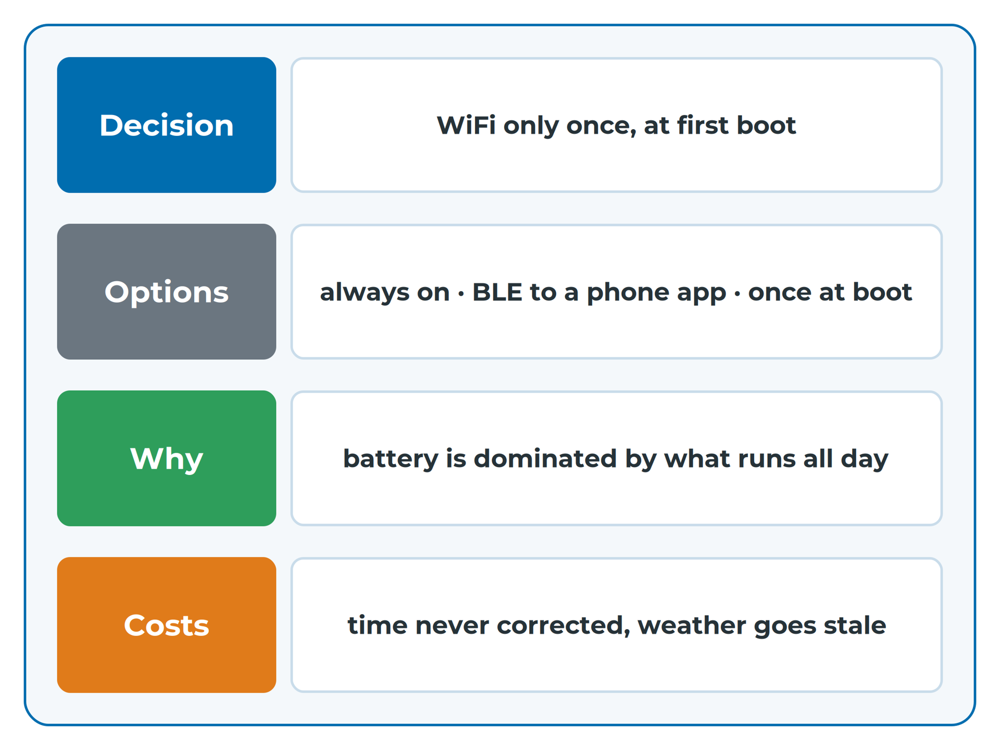 Decision
WiFi only once, at first boot
Options
always on · BLE to a phone app · once at boot
Why
battery is dominated by what runs all day
Costs
time never corrected, weather goes stale